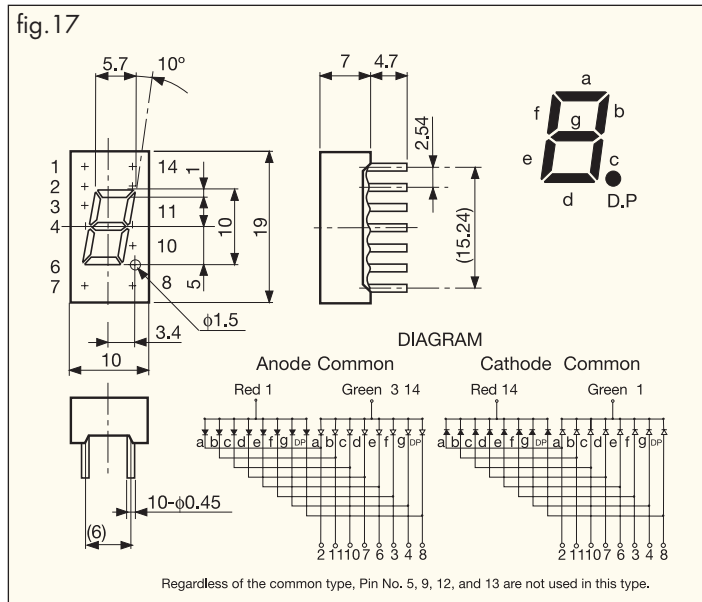 fig.17
5.7
10°
7
4.7
2.54
(15.24)
1
2
3
4
6
7
14
11
10
8
1
10
5
19
φ1.5
3.4
10
10-φ0.45
(6)
a
f
b
g
e
c
d
D.P
DIAGRAM
Anode Common
Cathode Common
Red 1
Green 3 14
Red 14
Green 1
a b c d e f g DP a b c d e f g DP
a b c d e f g DP a b c d e f g DP
2 11 10 7 6 3 4 8
2 11 10 7 6 3 4 8
Regardless of the common type, Pin No. 5, 9, 12, and 13 are not used in this type.